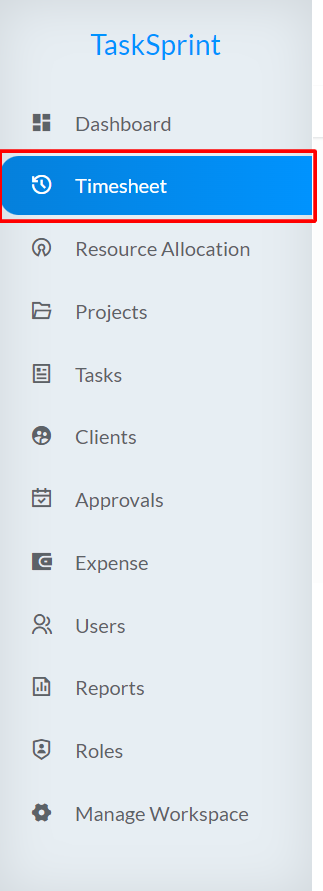 TaskSprint
Dashboard
Timesheet
Resource Allocation
Projects
Tasks
Clients
Approvals
Expense
Users
Reports
Roles
Manage Workspace